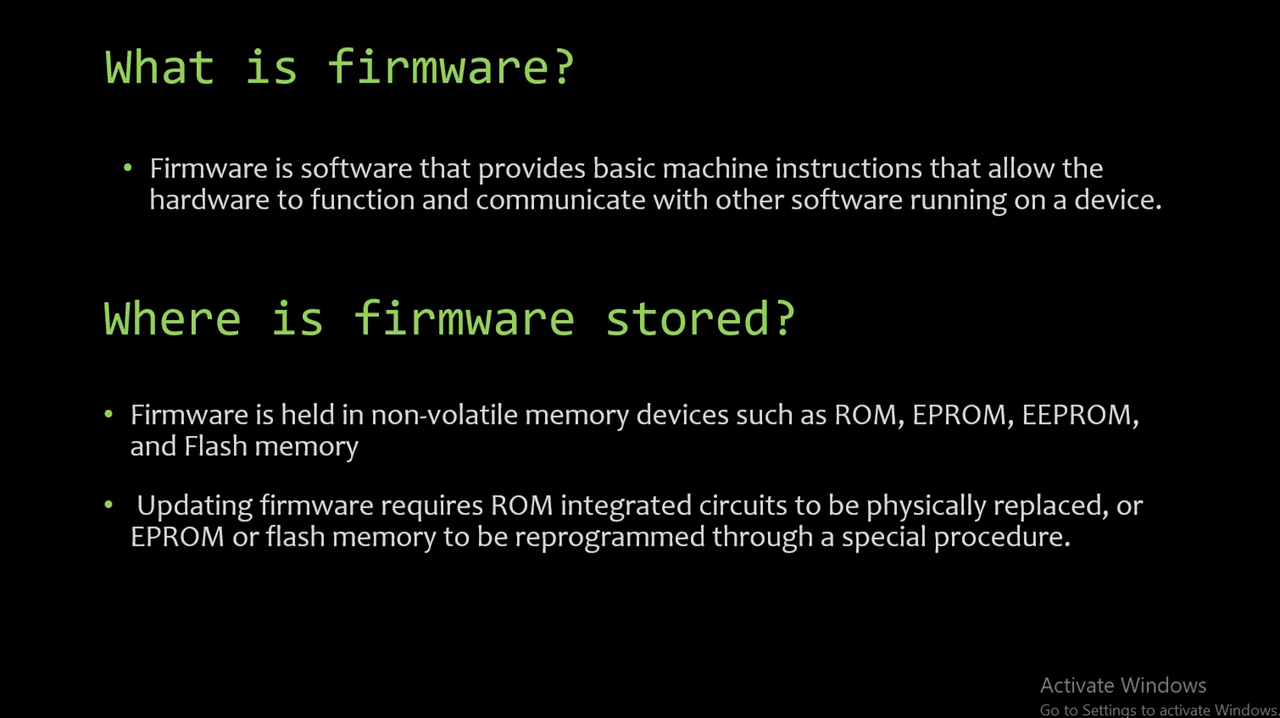 What is firmware?
• Firmware is software that provides basic machine instructions that allow the
hardware to function and communicate with other software running on a device.
Where is firmware stored?
• Firmware is held in non-volatile memory devices such as ROM, EPROM, EEPROM,
and Flash memory
• Updating firmware requires ROM integrated circuits to be physically replaced, or
EPROM or flash memory to be reprogrammed through a special procedure.
Activate Windows
Go to Settings to activate Windows.